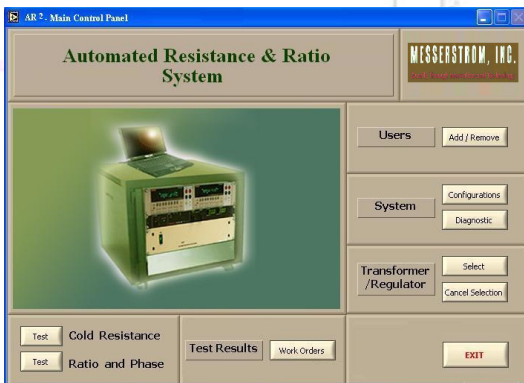 AR 2 - Main Control Panel
Automated Resistance & Ratio
System
MESSERSTROM, INC.
Users
Add / Remove
System
Configurations
Diagnostic
Transformer
/Regulator
Select
Cancel Selection
Test
Cold Resistance
Test
Ratio and Phase
Test Results
Work Orders
EXIT